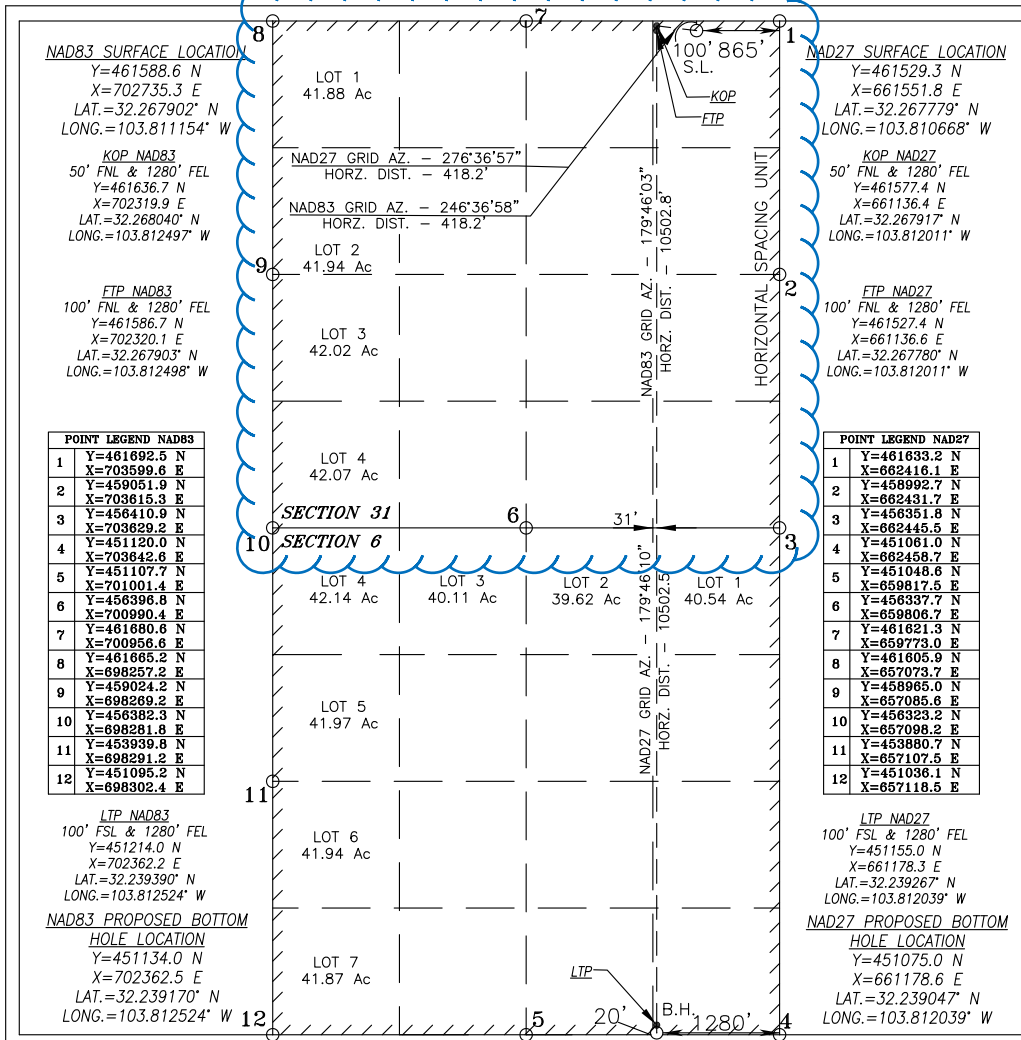 NAD83 SURFACE LOCATION
Y=461588.6 N
X=702735.3 E
LAT.=32.267902° N
LONG.=103.811154° W
KOP NAD83
50' FNL & 1280' FEL
Y=461636.7 N
X=702319.9 E
LAT.=32.268040° N
LONG.=103.812497° W
FTP NAD83
100' FNL & 1280' FEL
Y=461586.7 N
X=702320.1 E
LAT.=32.267903° N
LONG.=103.812498° W
POINT LEGEND NAD83
1 Y=461692.5 N
X=703599.6 E
2 Y=459051.9 N
X=703615.3 E
3 Y=456410.9 N
X=703629.2 E
4 Y=451120.0 N
X=703642.6 E
5 Y=451107.7 N
X=701001.4 E
6 Y=456396.8 N
X=700990.4 E
7 Y=461680.6 N
X=700956.6 E
8 Y=461665.2 N
X=698257.2 E
9 Y=459024.2 N
X=698269.2 E
10 Y=456382.3 N
X=698281.8 E
11 Y=453939.8 N
X=698291.2 E
12 Y=451095.2 N
X=698302.4 E
LTP NAD83
100' FSL & 1280' FEL
Y=451214.0 N
X=702362.2 E
LAT.=32.239390° N
LONG.=103.812524° W
NAD83 PROPOSED BOTTOM
HOLE LOCATION
Y=451134.0 N
X=702362.5 E
LAT.=32.239170° N
LONG.=103.812524° W
8
7
1
100' 865'
S.L.
KOP
FTP
LOT 1
41.88 Ac
NAD27 GRID AZ. - 276°36'57"
HORZ. DIST. - 418.2'
NAD83 GRID AZ. - 246°36'58"
HORZ. DIST. - 418.2'
LOT 2
41.94 Ac
9
2
LOT 3
42.02 Ac
NAD83 GRID AZ. - 179°46'03"
HORZ. DIST. - 10502.8'
HORIZONTAL SPACING UNIT
LOT 4
42.07 Ac
SECTION 31
6
31'
10
SECTION 6
3
LOT 4
42.14 Ac
LOT 3
40.11 Ac
LOT 2
39.62 Ac
LOT 1
40.54 Ac
NAD27 GRID AZ. - 179°46'10"
HORZ. DIST. - 10502.5
LOT 5
41.97 Ac
11
LOT 6
41.94 Ac
LOT 7
41.87 Ac
LTP
B.H.
20'
1280'
12
5
4
NAD27 SURFACE LOCATION
Y=461529.3 N
X=661551.8 E
LAT.=32.267779° N
LONG.=103.810668° W
KOP NAD27
50' FNL & 1280' FEL
Y=461577.4 N
X=661136.4 E
LAT.=32.267917° N
LONG.=103.812011° W
FTP NAD27
100' FNL & 1280' FEL
Y=461527.4 N
X=661136.6 E
LAT.=32.267780° N
LONG.=103.812011° W
POINT LEGEND NAD27
1 Y=461633.2 N
X=662416.1 E
2 Y=458992.7 N
X=662431.7 E
3 Y=456351.8 N
X=662445.5 E
4 Y=451061.0 N
X=662458.7 E
5 Y=451048.6 N
X=659817.5 E
6 Y=456337.7 N
X=659806.7 E
7 Y=461621.3 N
X=659773.0 E
8 Y=461605.9 N
X=657073.7 E
9 Y=458965.0 N
X=657085.6 E
10 Y=456323.2 N
X=657098.2 E
11 Y=453880.7 N
X=657107.5 E
12 Y=451036.1 N
X=657118.5 E
LTP NAD27
100' FSL & 1280' FEL
Y=451155.0 N
X=661178.3 E
LAT.=32.239267° N
LONG.=103.812039° W
NAD27 PROPOSED BOTTOM
HOLE LOCATION
Y=451075.0 N
X=661178.6 E
LAT.=32.239047° N
LONG.=103.812039° W